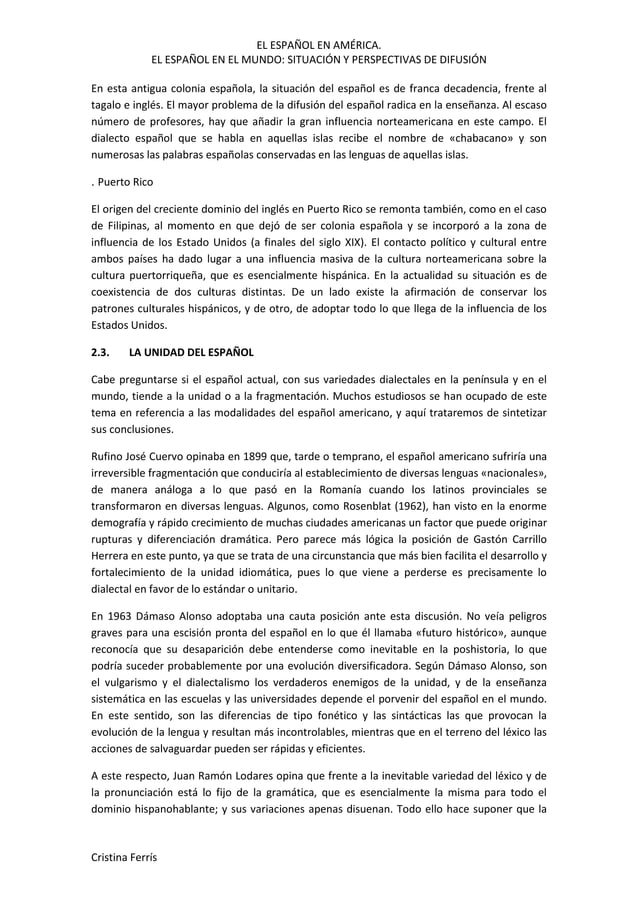 EL ESPAÑOL EN AMÉRICA.
EL ESPAÑOL EN EL MUNDO: SITUACIÓN Y PERSPECTIVAS DE DIFUSIÓN
En esta antigua colonia española, la situación del español es de franca decadencia, frente al
tagalo e inglés. El mayor problema de la difusión del español radica en la enseñanza. Al escaso
número de profesores, hay que añadir la gran influencia norteamericana en este campo. El
dialecto español que se habla en aquellas islas recibe el nombre de «chabacano» y son
numerosas las palabras españolas conservadas en las lenguas de aquellas islas.
. Puerto Rico
El origen del creciente dominio del inglés en Puerto Rico se remonta también, como en el caso
de Filipinas, al momento en que dejó de ser colonia española y se incorporó a la zona de
influencia de los Estado Unidos (a finales del siglo XIX). El contacto político y cultural entre
ambos países ha dado lugar a una influencia masiva de la cultura norteamericana sobre la
cultura puertorriqueña, que es esencialmente hispánica. En la actualidad su situación es de
coexistencia de dos culturas distintas. De un lado existe la afirmación de conservar los
patrones culturales hispánicos, y de otro, de adoptar todo lo que llega de la influencia de los
Estados Unidos.
2.3. LA UNIDAD DEL ESPAÑOL
Cabe preguntarse si el español actual, con sus variedades dialectales en la península y en el
mundo, tiende a la unidad o a la fragmentación. Muchos estudiosos se han ocupado de este
tema en referencia a las modalidades del español americano, y aquí trataremos de sintetizar
sus conclusiones.
Rufino José Cuervo opinaba en 1899 que, tarde o temprano, el español americano sufriría una
irreversible fragmentación que conduciría al establecimiento de diversas lenguas «nacionales»,
de manera análoga a lo que pasó en la Romanía cuando los latinos provinciales se
transformaron en diversas lenguas. Algunos, como Rosenblat (1962), han visto en la enorme
demografía y rápido crecimiento de muchas ciudades americanas un factor que puede originar
rupturas y diferenciación dramática. Pero parece más lógica la posición de Gastón Carrillo
Herrera en este punto, ya que se trata de una circunstancia que más bien facilita el desarrollo y
fortalecimiento de la unidad idiomática, pues lo que viene a perderse es precisamente lo
dialectal en favor de lo estándar o unitario.
En 1963 Dámaso Alonso adoptaba una cauta posición ante esta discusión. No veía peligros
graves para una escisión pronta del español en lo que él llamaba «futuro histórico», aunque
reconocía que su desaparición debe entenderse como inevitable en la poshistoria, lo que
podría suceder probablemente por una evolución diversificadora. Según Dámaso Alonso, son
el vulgarismo y el dialectalismo los verdaderos enemigos de la unidad, y de la enseñanza
sistemática en las escuelas y las universidades depende el porvenir del español en el mundo.
En este sentido, son las diferencias de tipo fonético y las sintácticas las que provocan la
evolución de la lengua y resultan más incontrolables, mientras que en el terreno del léxico las
acciones de salvaguardar pueden ser rápidas y eficientes.
A este respecto, Juan Ramón Lodares opina que frente a la inevitable variedad del léxico y de
la pronunciación está lo fijo de la gramática, que es esencialmente la misma para todo el
dominio hispanohablante; y sus variaciones apenas disuenan. Todo ello hace suponer que la
Cristina Ferrís